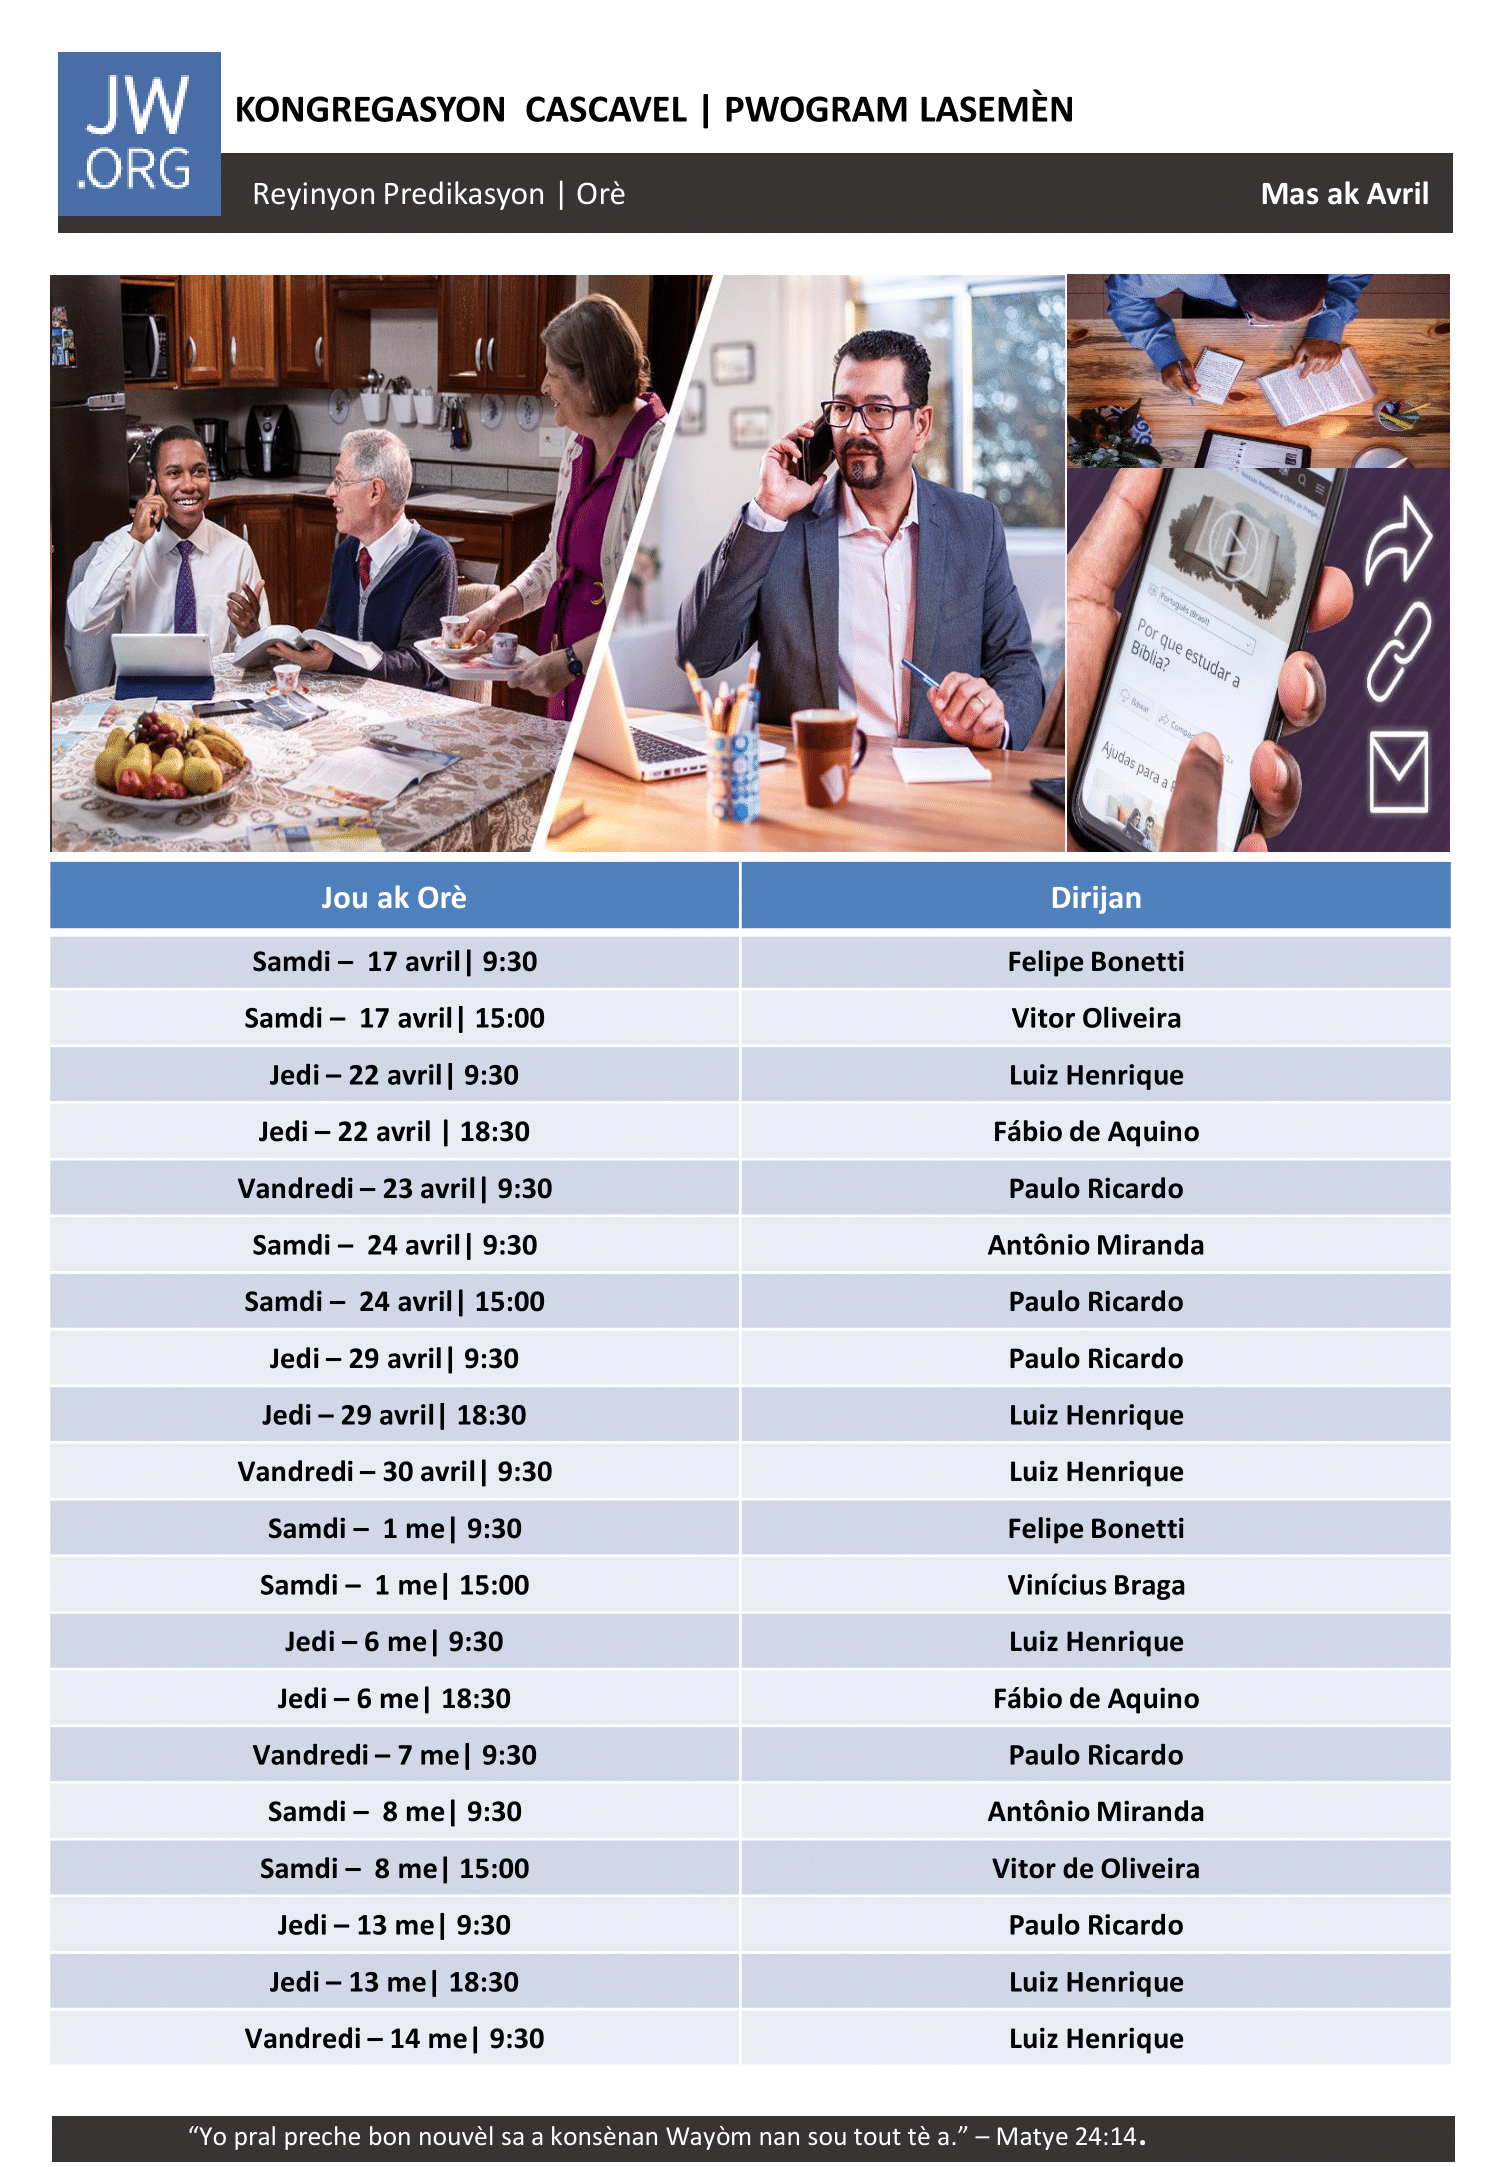 JW
.ORG
KONGREGASYON  CASCAVEL | PWOGRAM LASEMÈN
Reyinyon Predikasyon | Orè Mas ak Avril
Português (Brasil)
Por que estudar a
Bíblia?
Baixar
Ajudas para a
Jou ak Orè Dirijan
Samdi –  17 avril| 9:30 Felipe Bonetti
Samdi –  17 avril| 15:00 Vitor Oliveira
Jedi – 22 avril| 9:30 Luiz Henrique
Jedi – 22 avril | 18:30 Fábio de Aquino
Vandredi – 23 avril| 9:30 Paulo Ricardo
Samdi –  24 avril| 9:30 Antônio Miranda
Samdi –  24 avril| 15:00 Paulo Ricardo
Jedi – 29 avril| 9:30 Paulo Ricardo
Jedi – 29 avril| 18:30 Luiz Henrique
Vandredi – 30 avril| 9:30 Luiz Henrique
Samdi –  1 me| 9:30 Felipe Bonetti
Samdi –  1 me| 15:00 Vinícius Braga
Jedi – 6 me| 9:30 Luiz Henrique
Jedi – 6 me| 18:30 Fábio de Aquino
Vandredi – 7 me| 9:30 Paulo Ricardo
Samdi –  8 me| 9:30 Antônio Miranda
Samdi –  8 me| 15:00 Vitor de Oliveira
Jedi – 13 me| 9:30 Paulo Ricardo
Jedi – 13 me| 18:30 Luiz Henrique
Vandredi – 14 me| 9:30 Luiz Henrique
“Yo pral preche bon nouvèl sa a konsènan Wayòm nan sou tout tè a.” – Matye 24:14.